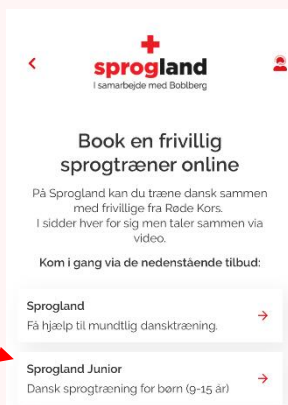 sprogland
I samarbejde med Boblberg
Book en frivillig
sprogtræner online
På Sprogland kan du træne dansk sammen
med frivillige fra Røde Kors.
I sidder hver for sig men taler sammen via
video.
Kom i gang via de nedenstående tilbud:
Sprogland
Få hjælp til mundtlig dansktræning.
Sprogland Junior
Dansk sprogtræning for børn (9-15 år)